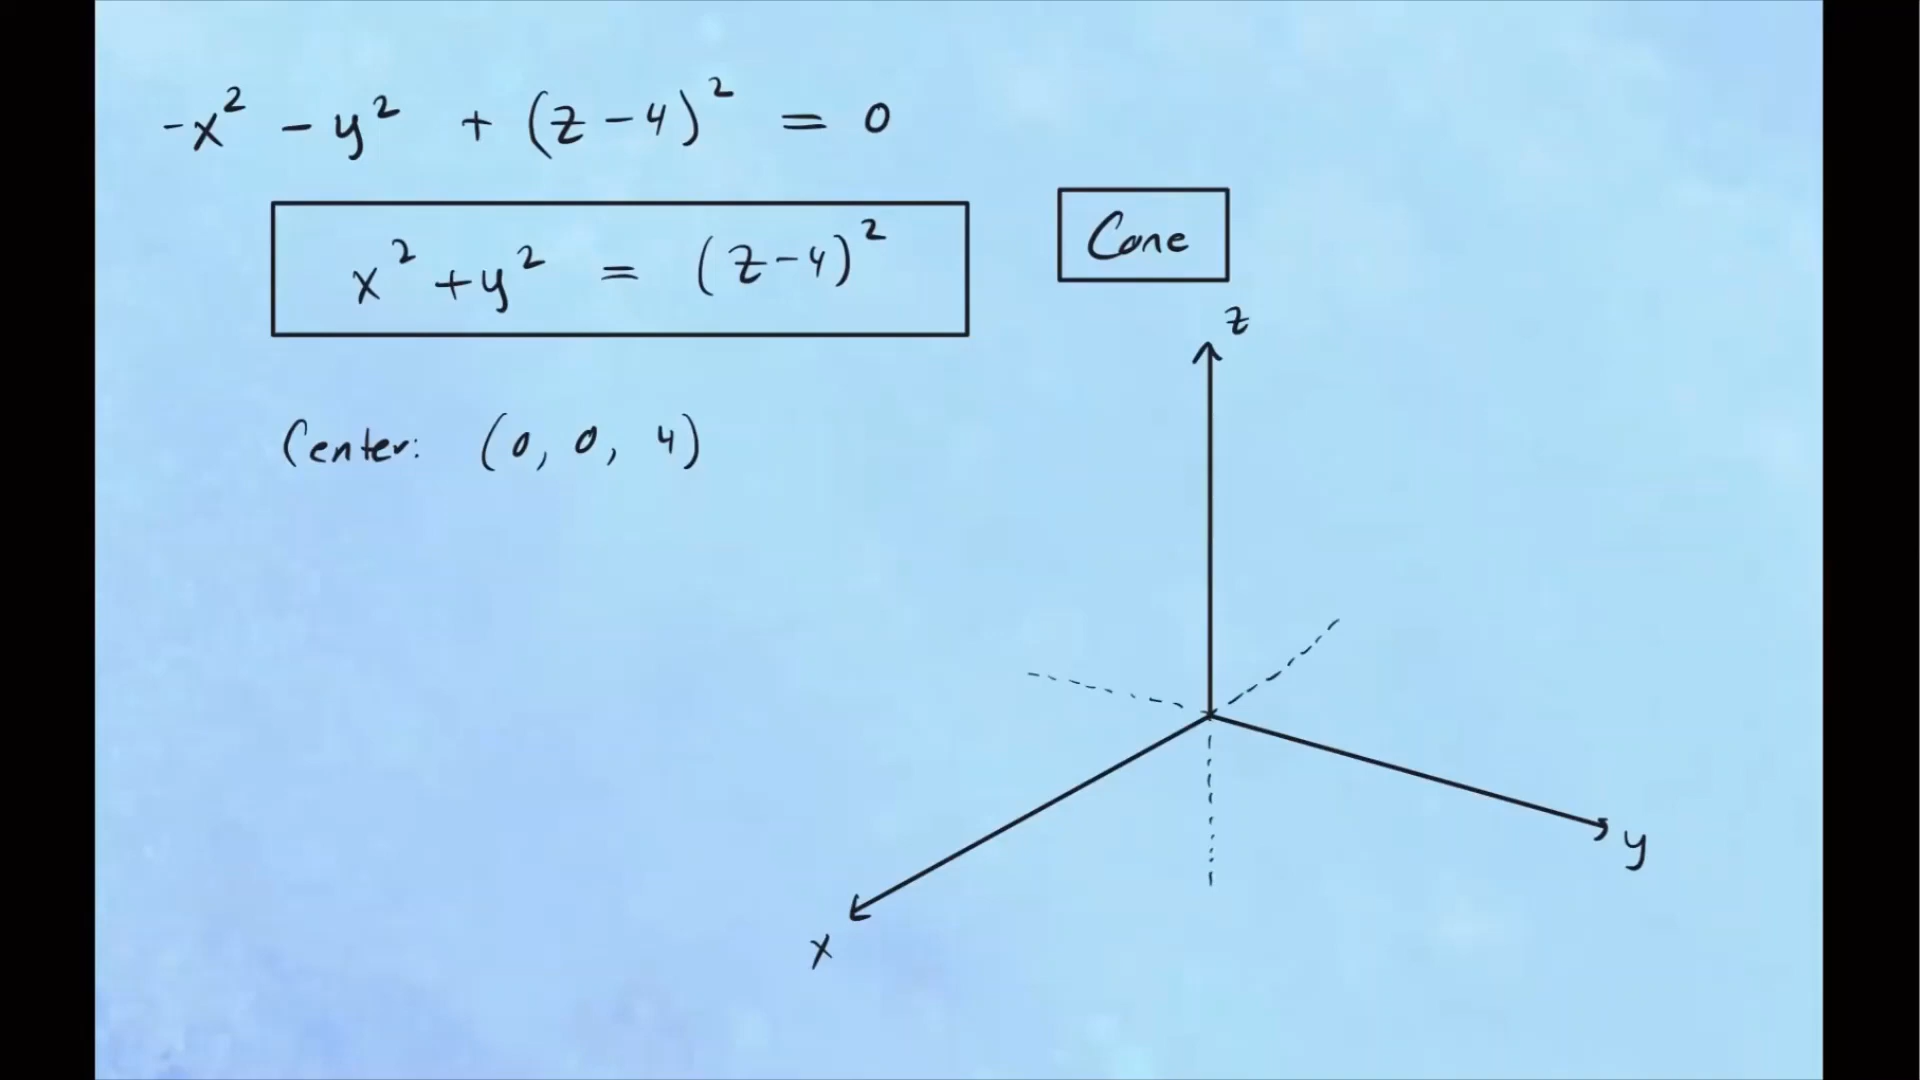 -x² - y² + (z-4)² = 0
x² + y² = (z-4)²
Cone
z
Center: (0, 0, 4)
y
x